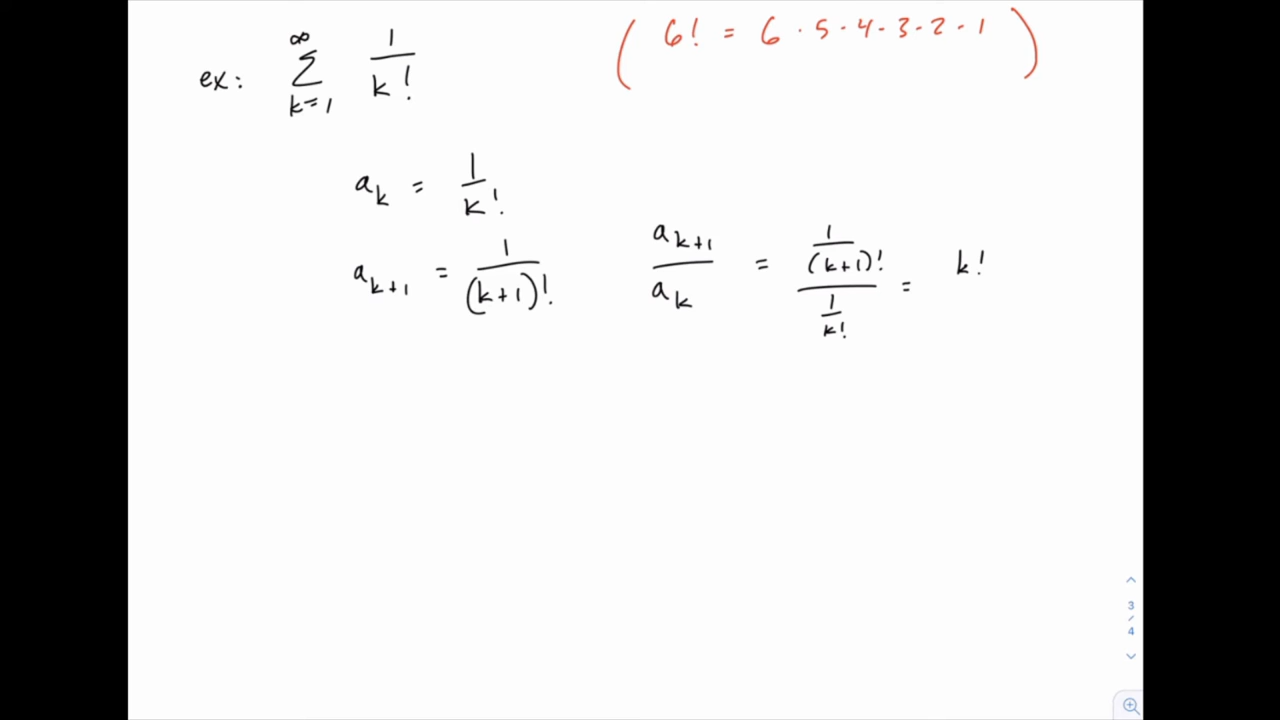 ex: ∞ Σ k=1 1/k! ( 6! = 6 · 5 · 4 · 3 · 2 · 1 )
a_k = 1/k!
a_{k+1} = 1/(k+1)! a_{k+1}/a_k = (1/(k+1)!)/(1/k!) = k!
3
/
4